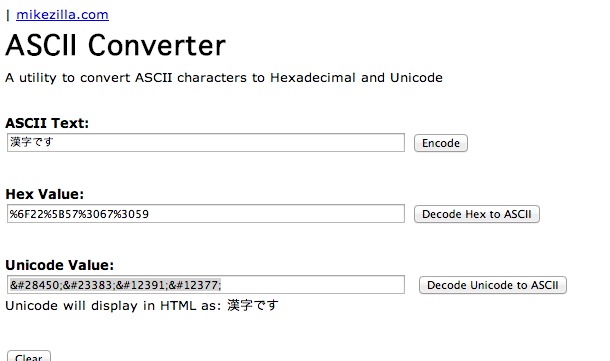 | mikezilla.com
ASCII Converter
A utility to convert ASCII characters to Hexadecimal and Unicode
ASCII Text:
漢字です Encode
Hex Value:
%6F22%5B57%3067%3059 Decode Hex to ASCII
Unicode Value:
&#28450;&#23383;&#12391;&#12377; Decode Unicode to ASCII
Unicode will display in HTML as: 漢字です
Clear